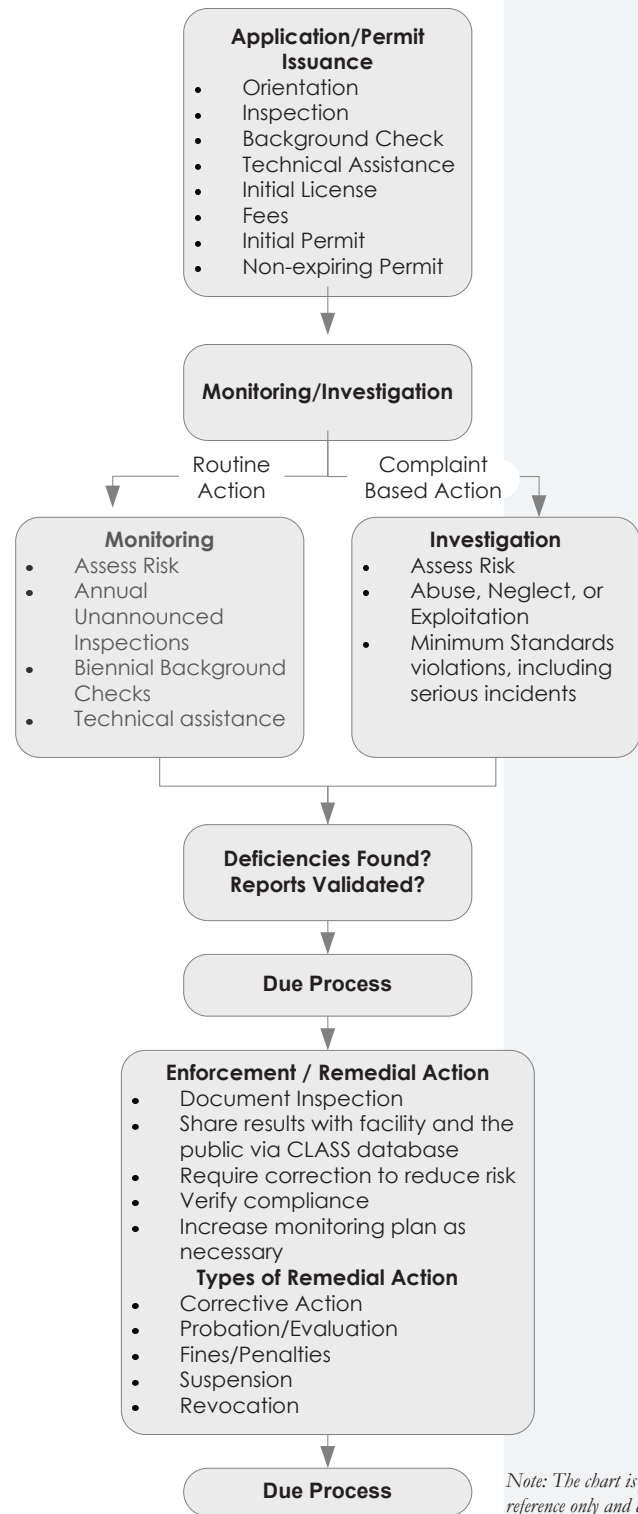 Application/Permit
Issuance
• Orientation
• Inspection
• Background Check
• Technical Assistance
• Initial License
• Fees
• Initial Permit
• Non-expiring Permit
Monitoring/Investigation
Routine
Action
Complaint
Based Action
Monitoring
• Assess Risk
• Annual
Unannounced
Inspections
• Biennial Background
Checks
• Technical assistance
Investigation
• Assess Risk
• Abuse, Neglect, or
Exploitation
• Minimum Standards
violations, including
serious incidents
Deficiencies Found?
Reports Validated?
Due Process
Enforcement / Remedial Action
• Document Inspection
• Share results with facility and the
public via CLASS database
• Require correction to reduce risk
• Verify compliance
• Increase monitoring plan as
necessary
Types of Remedial Action
• Corrective Action
• Probation/Evaluation
• Fines/Penalties
• Suspension
• Revocation
Due Process
Note: The chart is
reference only and